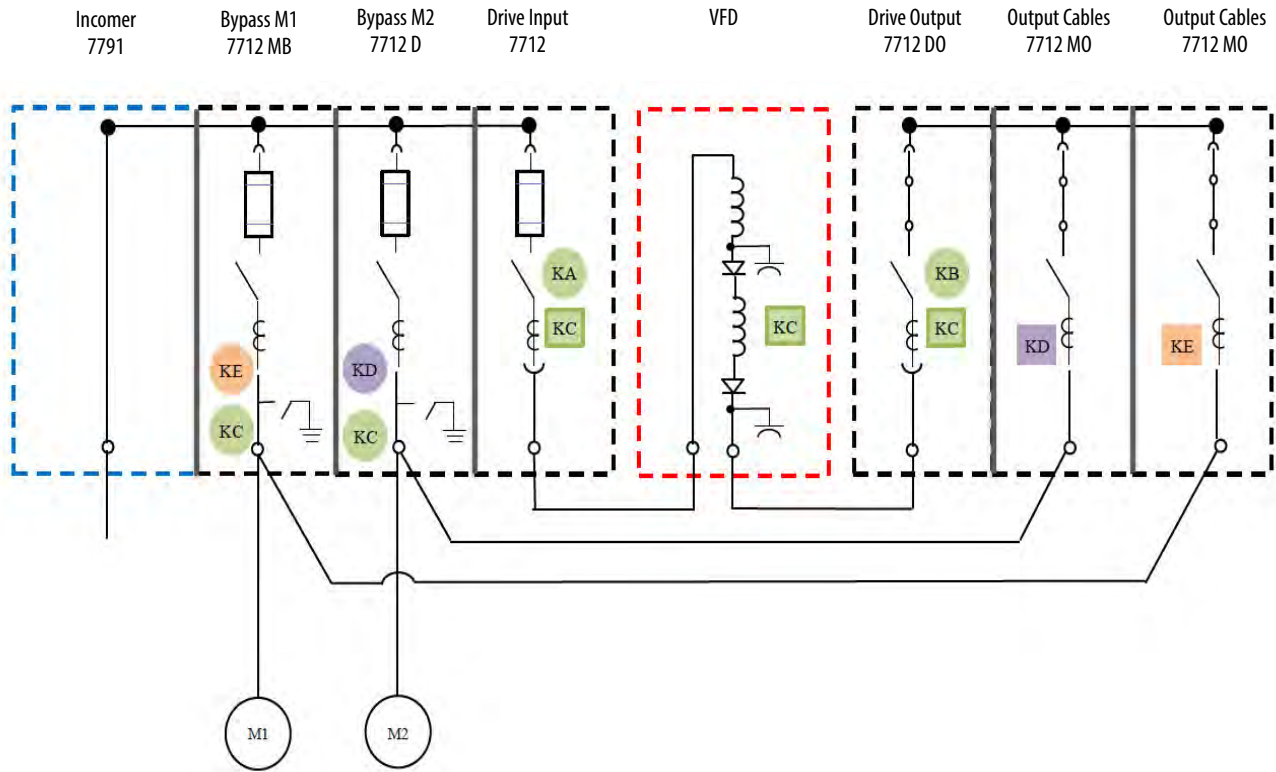 Incomer
7791
Bypass M1
7712 MB
Bypass M2
7712 D
Drive Input
7712
VFD
Drive Output
7712 DO
Output Cables
7712 MO
Output Cables
7712 MO
KA
KB
KC
KC
KC
KD
KE
KE
KD
KC
KC
M1
M2